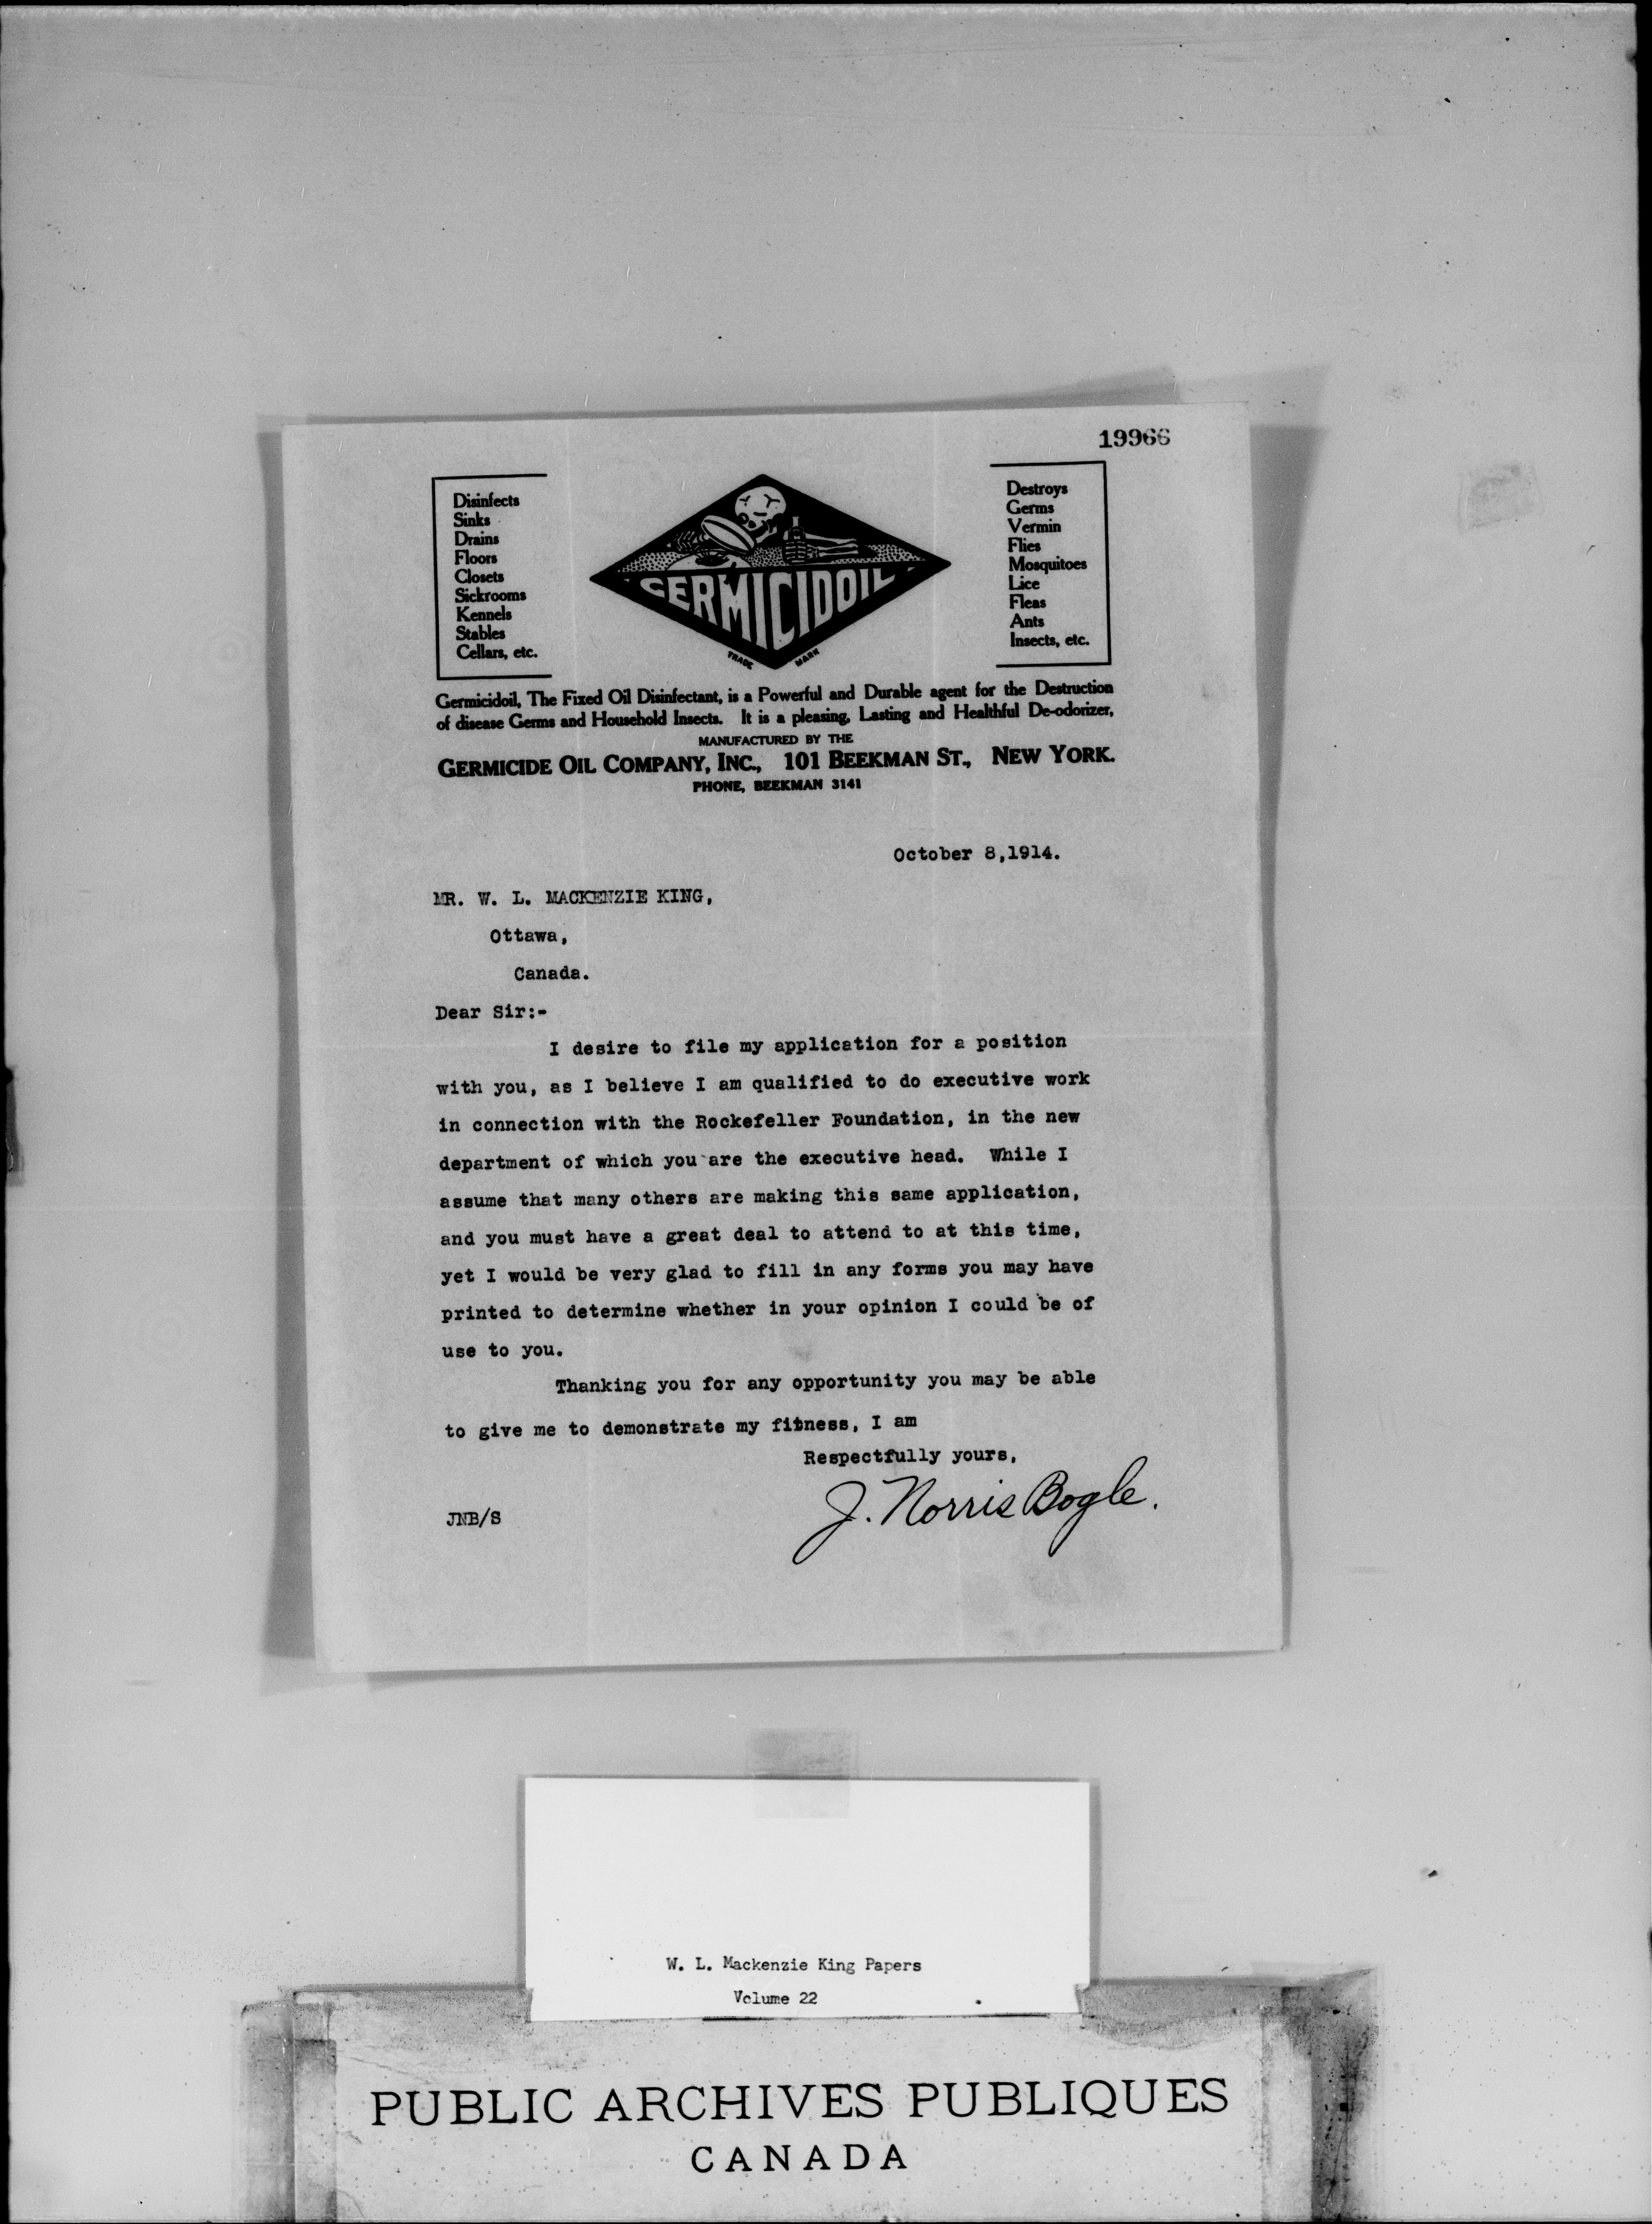 19966
Disinfects
Sinks
Drains
Floors
Closets
Sickrooms
Kennels
Stables
Cellars, etc.
GERMICIDOIL
TRADE MARK
Destroys
Germs
Vermin
Flies
Mosquitoes
Lice
Fleas
Ants
Insects, etc.
Germicidoil, The Fixed Oil Disinfectant, is a Powerful and Durable agent for the Destruction
of disease Germs and Household Insects. It is a pleasing, Lasting and Healthful De-odorizer,
MANUFACTURED BY THE
GERMICIDE OIL COMPANY, INC., 101 BEEKMAN ST., NEW YORK.
PHONE, BEEKMAN 3141
October 8,1914.
MR. W. L. MACKENZIE KING,
Ottawa,
Canada.
Dear Sir:-
I desire to file my application for a position
with you, as I believe I am qualified to do executive work
in connection with the Rockefeller Foundation, in the new
department of which you are the executive head. While I
assume that many others are making this same application,
and you must have a great deal to attend to at this time,
yet I would be very glad to fill in any forms you may have
printed to determine whether in your opinion I could be of
use to you.
Thanking you for any opportunity you may be able
to give me to demonstrate my fitness, I am
Respectfully yours,
J. Norris Bogle.
JNB/S
W. L. Mackenzie King Papers
Volume 22
PUBLIC ARCHIVES PUBLIQUES
CANADA